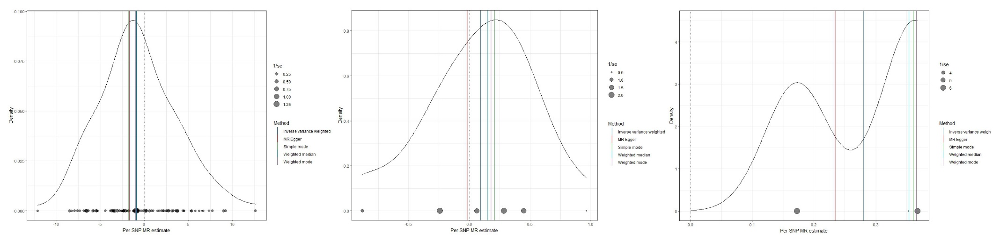 0.100
0.075
0.050
0.025
0.000
Density
-10
-5
0
5
10
Per SNP MR estimate
1/se
0.25
0.50
0.75
1.00
1.25
Method
Inverse variance weighted
MR Egger
Simple mode
Weighted median
Weighted mode
0.8
0.6
0.4
0.2
0.0
Density
-0.5
0.0
0.5
1.0
Per SNP MR estimate
1/se
0.5
1.0
1.5
2.0
Method
Inverse variance weighted
MR Egger
Simple mode
Weighted median
Weighted mode
4
3
2
1
0
Density
0.0
0.1
0.2
0.3
Per SNP MR estimate
1/se
4
5
6
Method
Inverse variance weigh
MR Egger
Simple mode
Weighted median
Weighted mode